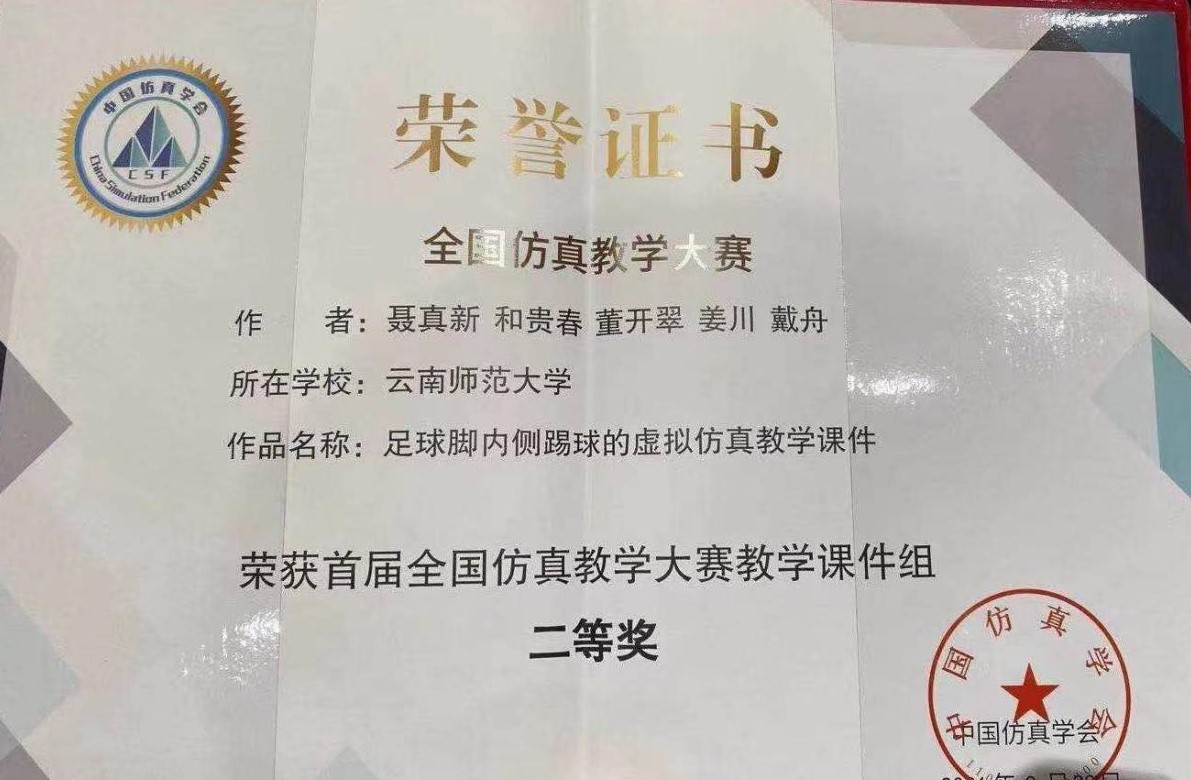 中国仿真学会
CSF
China Simulation Federation
荣誉证书
全国仿真教学大赛
作 者：聂真新 和贵春 董开翠 姜川 戴舟
所在学校：云南师范大学
作品名称：足球脚内侧踢球的虚拟仿真教学课件
荣获首届全国仿真教学大赛教学课件组
二等奖
中国仿真学会
中国仿真学会